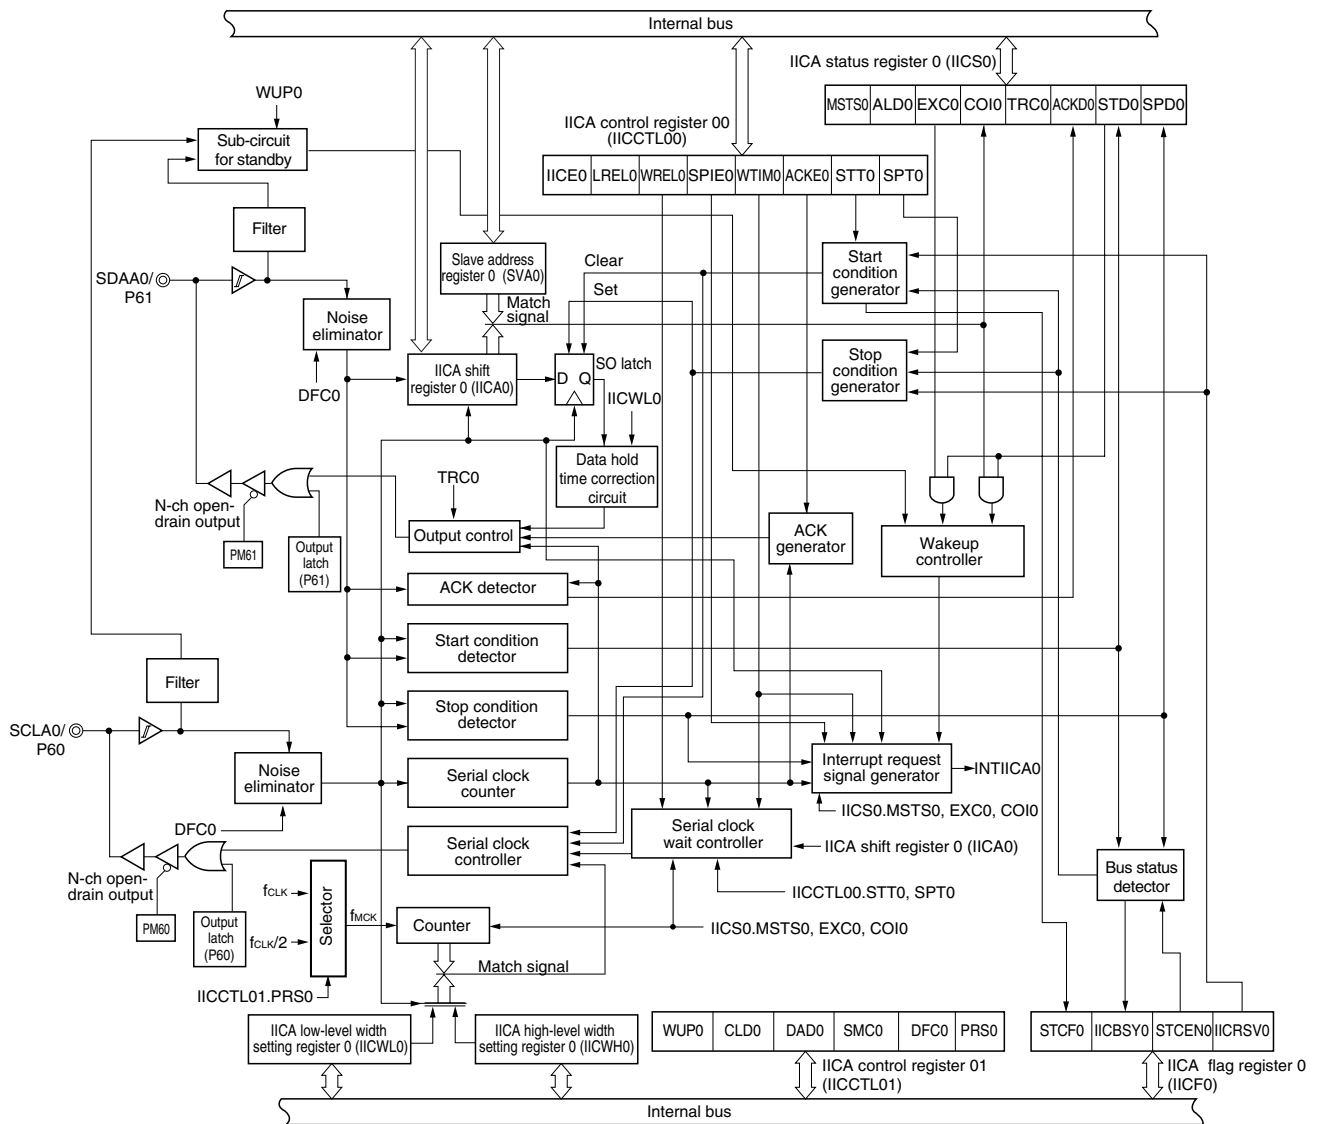 Internal bus
IICA status register 0 (IICS0)
MSTS0 ALD0 EXC0 COI0 TRC0 ACKD0 STD0 SPD0
WUP0
Sub-circuit
for standby
IICA control register 00
(IICCTL00)
IICE0 LREL0 WREL0 SPIE0 WTIM0 ACKE0 STT0 SPT0
Filter
SDAA0/
P61
Slave address
register 0 (SVA0)
Clear
Set
Start
condition
generator
Match
signal
Noise
eliminator
DFC0
IICA shift
register 0 (IICA0)
D Q
SO latch
IICWL0
Stop
condition
generator
Data hold
time correction
circuit
TRC0
N-ch open-
drain output
PM61
Output
latch
(P61)
Output control
ACK
generator
Wakeup
controller
ACK detector
Start condition
detector
Filter
Stop condition
detector
SCLA0/
P60
Noise
eliminator
DFC0
Serial clock
counter
Interrupt request
signal generator
INTIICA0
IICS0.MSTS0, EXC0, COI0
Serial clock
controller
Serial clock
wait controller
IICA shift register 0 (IICA0)
Bus status
detector
IICCTL00.STT0, SPT0
N-ch open-
drain output
PM60
Output
latch
(P60)
fCLK
fCLK/2
Selector
fMCK
Counter
IICS0.MSTS0, EXC0, COI0
Match signal
IICCTL01.PRS0
IICA low-level width
setting register 0 (IICWL0)
IICA high-level width
setting register 0 (IICWH0)
WUP0 CLD0 DAD0 SMC0 DFC0 PRS0
STCF0 IICBSY0 STCEN0 IICRSV0
IICA control register 01
(IICCTL01)
IICA flag register 0
(IICF0)
Internal bus